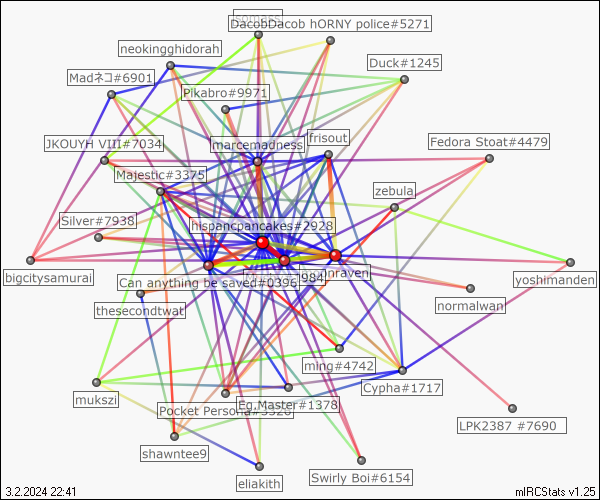 DacobDacob hORNY police#5271
neokingghidorah
Duck#1245
Madネコ#6901
Pikabro#9971
JKOUYH VIII#7034
marcemadness
frisout
Fedora Stoat#4479
Majestic#3375
zebula
Silver#7938
hispancpancakes#2928
bigcitysamurai
Can anything be saved#0396
984
onraven
yoshimanden
thesecondtwat
normalwan
ming#4742
Cypha#1717
mukszi
Eg.Master#1378
Pocket Persona#5326
LPK2387 #7690
shawntee9
Swirly Boi#6154
eliakith
3.2.2024 22:41
mIRCStats v1.25